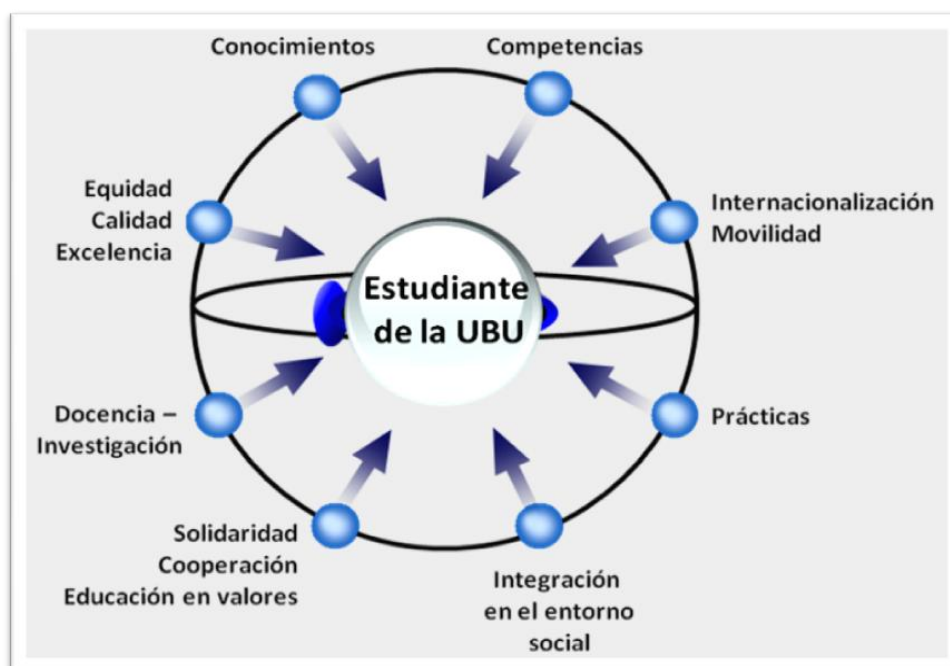 Conocimientos
Competencias
Equidad
Calidad
Excelencia
Internacionalización
Movilidad
Estudiante
de la UBU
Docencia –
Investigación
Prácticas
Solidaridad
Cooperación
Educación en valores
Integración
en el entorno
social